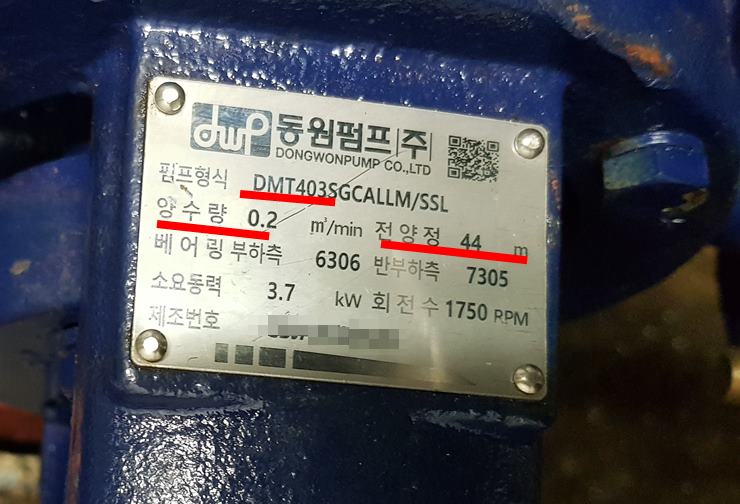 dwp 동원펌프(주)
DONGWONPUMP CO.,LTD
펌프형식 DMT403SGCALLM/SSL
양수량 0.2 m³/min 전양정 44 m
베어링 부하측 6306 반부하측 7305
소요동력 3.7 kW 회전수 1750 RPM
제조번호